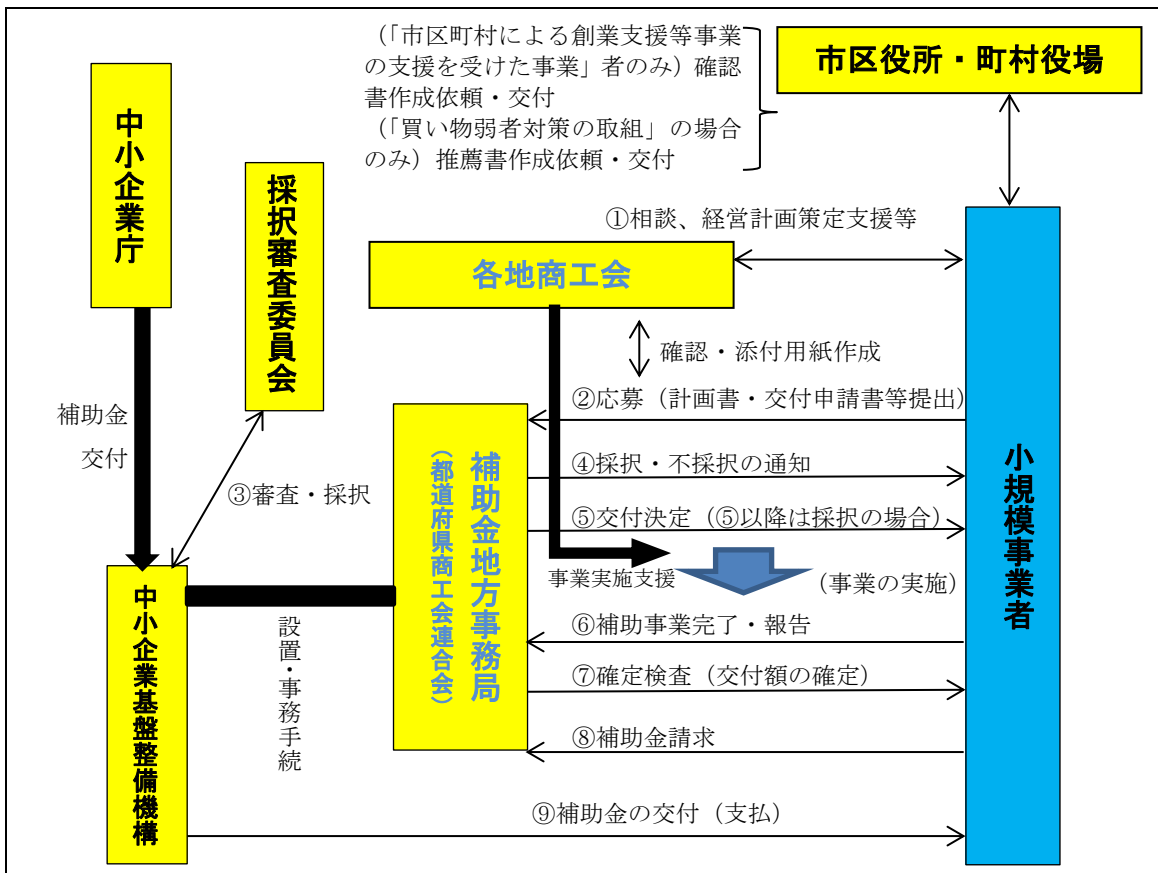 （「市区町村による創業支援等事業
の支援を受けた事業」者のみ）確認
書作成依頼・交付
（「買い物弱者対策の取組」の場合
のみ）推薦書作成依頼・交付
市区役所・町村役場
中小企業庁
採択審査委員会
①相談、経営計画策定支援等
各地商工会
確認・添付用紙作成
②応募（計画書・交付申請書等提出）
補助金
交付
③審査・採択
補助金地方事務局
（都道府県商工会連合会）
④採択・不採択の通知
⑤交付決定（⑤以降は採択の場合）
小規模事業者
事業実施支援
（事業の実施）
中小企業基盤整備機構
設置・事務手続
⑥補助事業完了・報告
⑦確定検査（交付額の確定）
⑧補助金請求
⑨補助金の交付（支払）